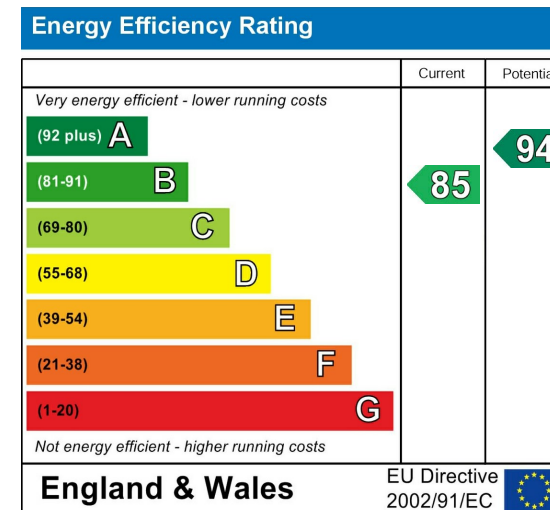 Energy Efficiency Rating
Current Potentia
Very energy efficient - lower running costs
(92 plus) A
94
(81-91) B
85
(69-80) C
(55-68) D
(39-54) E
(21-38) F
(1-20) G
Not energy efficient - higher running costs
England & Wales
EU Directive
2002/91/EC